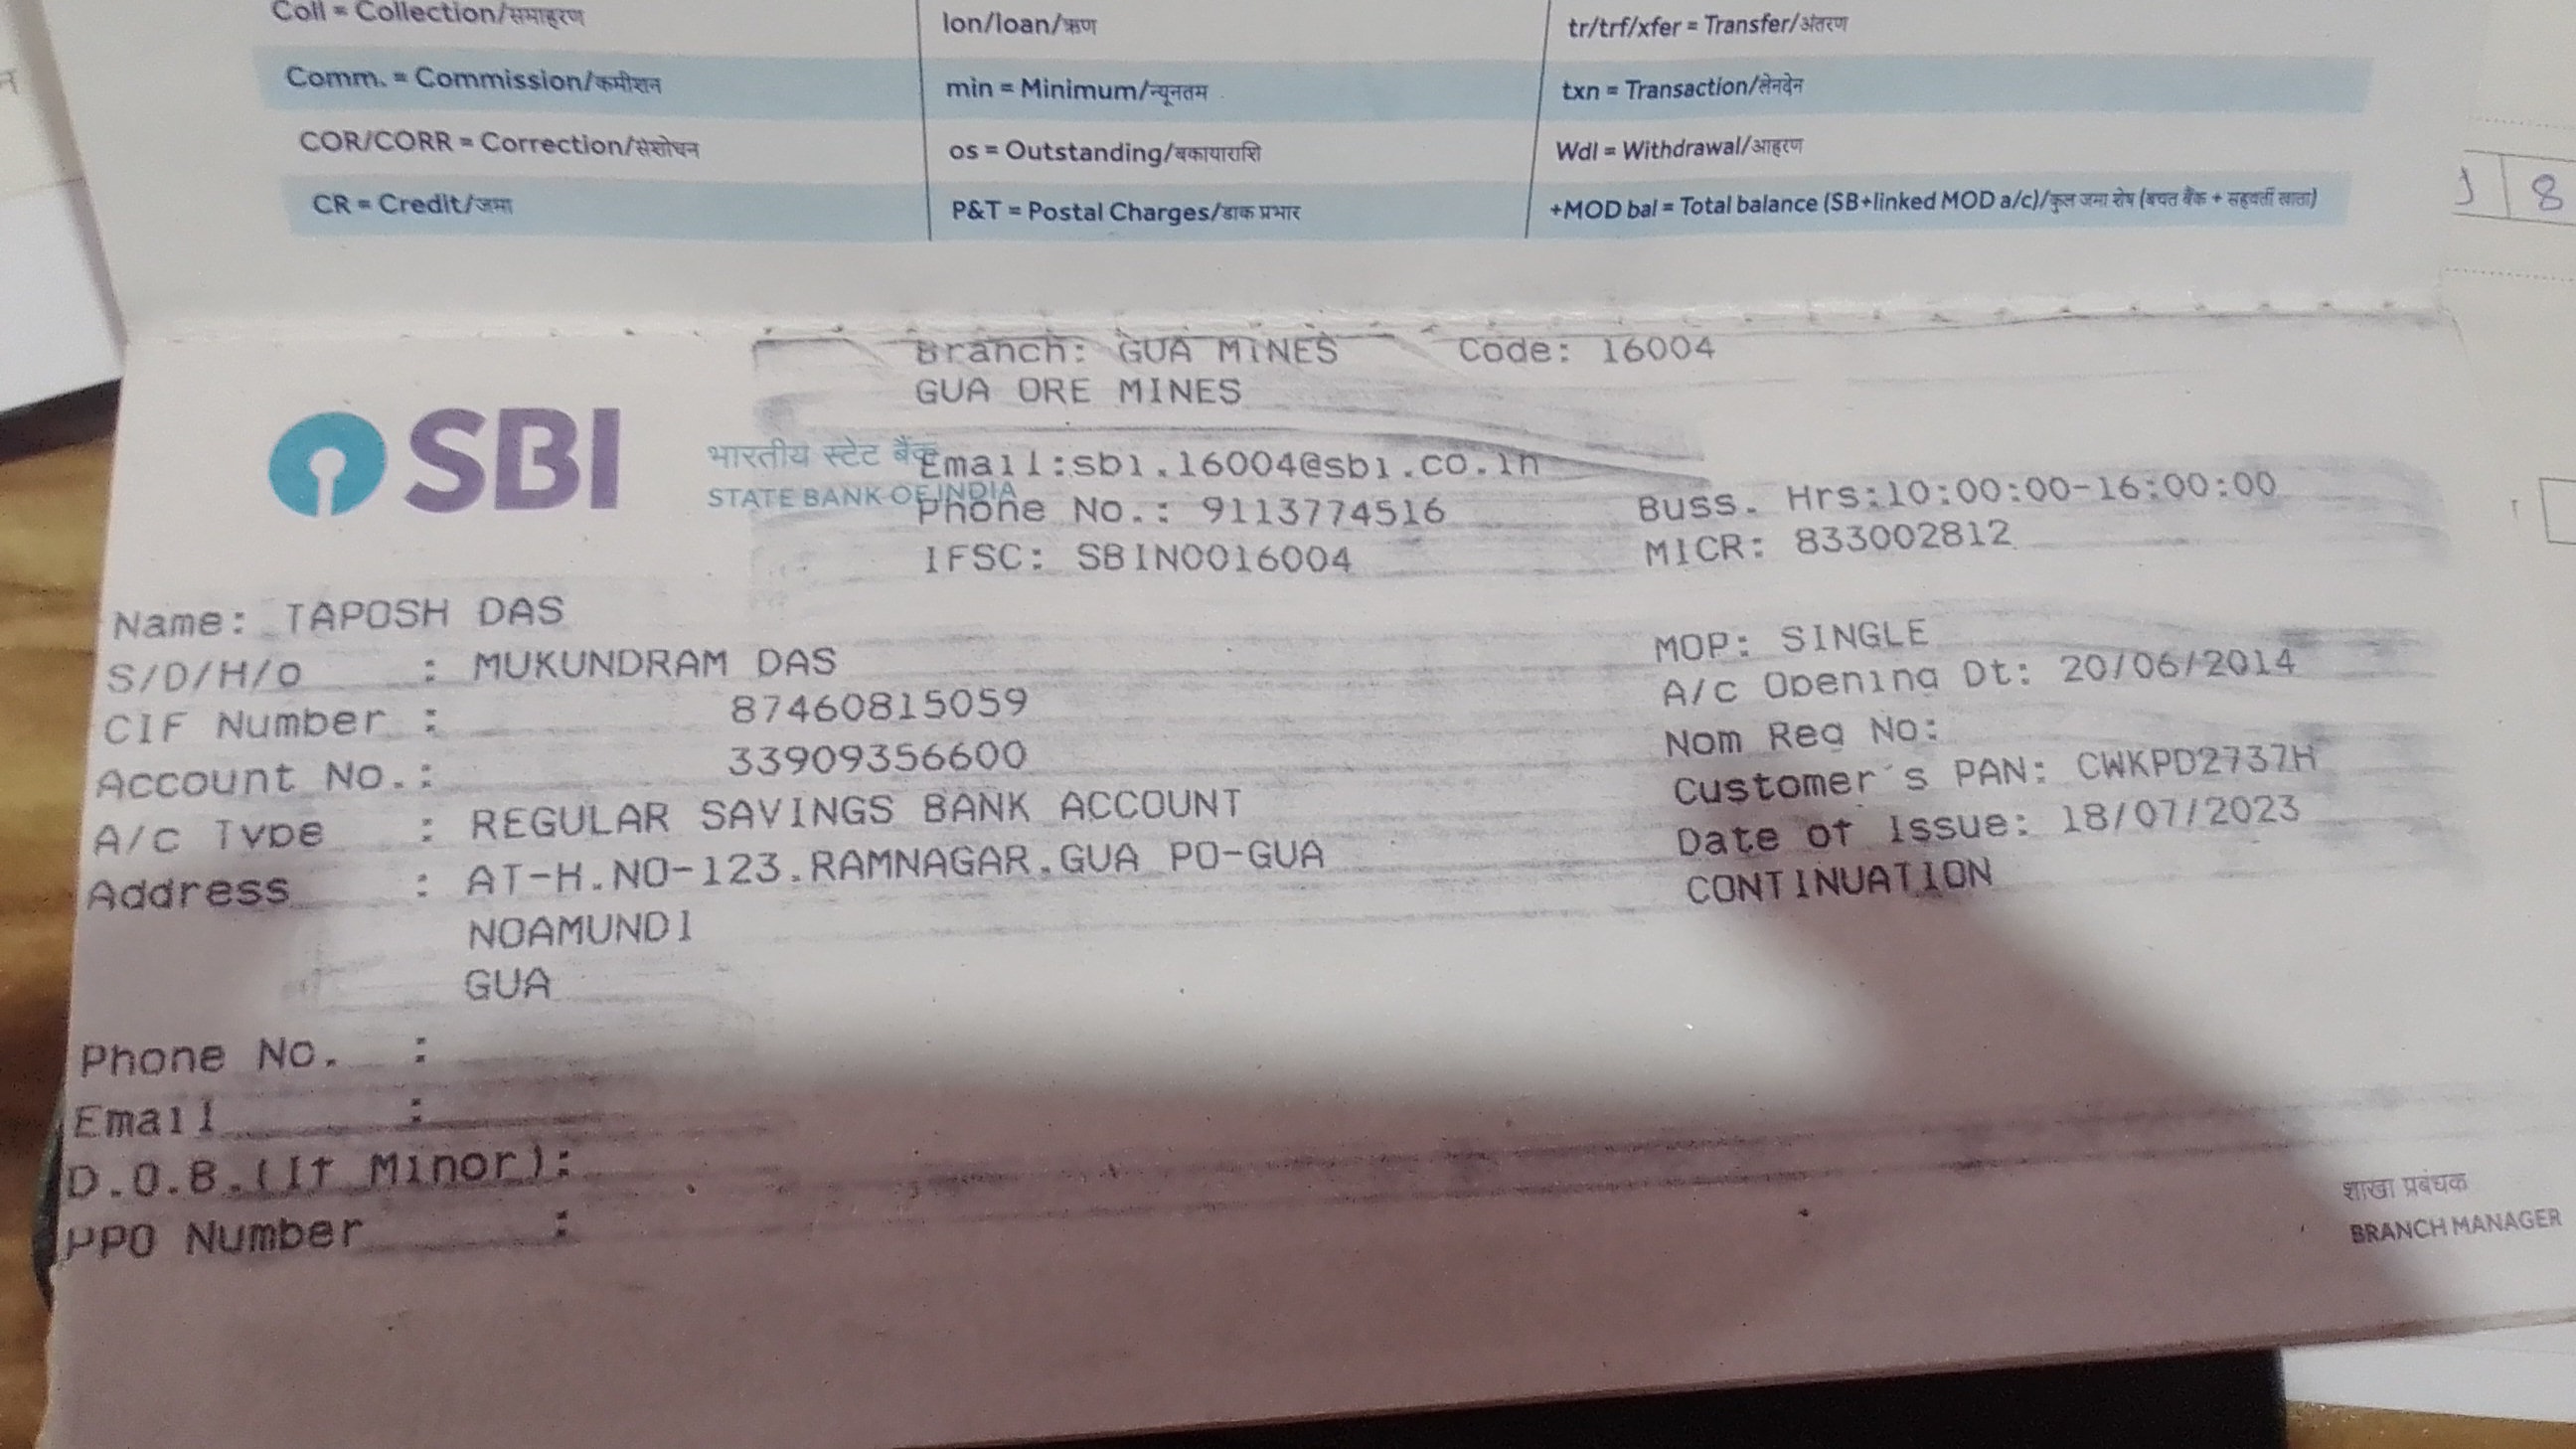 Coll = Collection/समाहरण
lon/loan/ऋण
tr/trf/xfer = Transfer/अंतरण
Comm. = Commission/कमीशन
min = Minimum/न्यूनतम
txn = Transaction/लेनदेन
COR/CORR = Correction/संशोधन
os = Outstanding/बकायाराशि
Wdl = Withdrawal/आहरण
CR = Credit/जमा
P&T = Postal Charges/डाक प्रभार
+MOD bal = Total balance (SB+linked MOD a/c)/कुल जमा शेष (बचत बैंक + सहवर्ती खाता)
8
Branch: GUA MINES Code: 16004
GUA ORE MINES
SBI
भारतीय स्टेट बैंक
STATE BANK OF INDIA
Email:sbi.16004@sbi.co.in
Phone No.: 9113774516
Buss. Hrs:10:00:00-16:00:00
IFSC: SBIN0016004
MICR: 833002812
Name: TAPOSH DAS
S/D/H/o : MUKUNDRAM DAS
MOP: SINGLE
CIF Number : 87460815059
A/c Opening Dt: 20/06/2014
Account No.: 33909356600
Nom Reg No:
A/c Type : REGULAR SAVINGS BANK ACCOUNT
Customer's PAN: CWKPD2737H
Address : AT-H.NO-123.RAMNAGAR.GUA PO-GUA
Date of Issue: 18/07/2023
NOAMUNDI
CONTINUATION
GUA
Phone No. :
Email :
D.O.B.(If Minor):
PPO Number :
शाखा प्रबंधक
BRANCH MANAGER